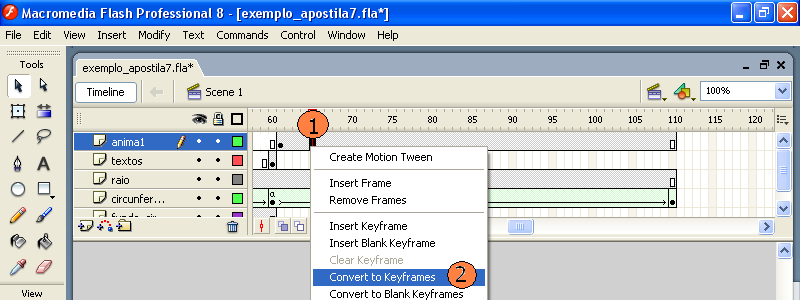 Macromedia Flash Professional 8 - [exemplo_apostila7.fla*]
File Edit View Insert Modify Text Commands Control Window Help
Tools
exemplo_apostila7.fla*
Timeline
Scene 1
100%
60 65 70 75 80 85 90 95 100 105 110 115 120
1
anima1
Create Motion Tween
textos
raio
Insert Frame
circunfer...
Remove Frames
Insert Keyframe
Insert Blank Keyframe
Clear Keyframe
Convert to Keyframes 2
View
Convert to Blank Keyframes